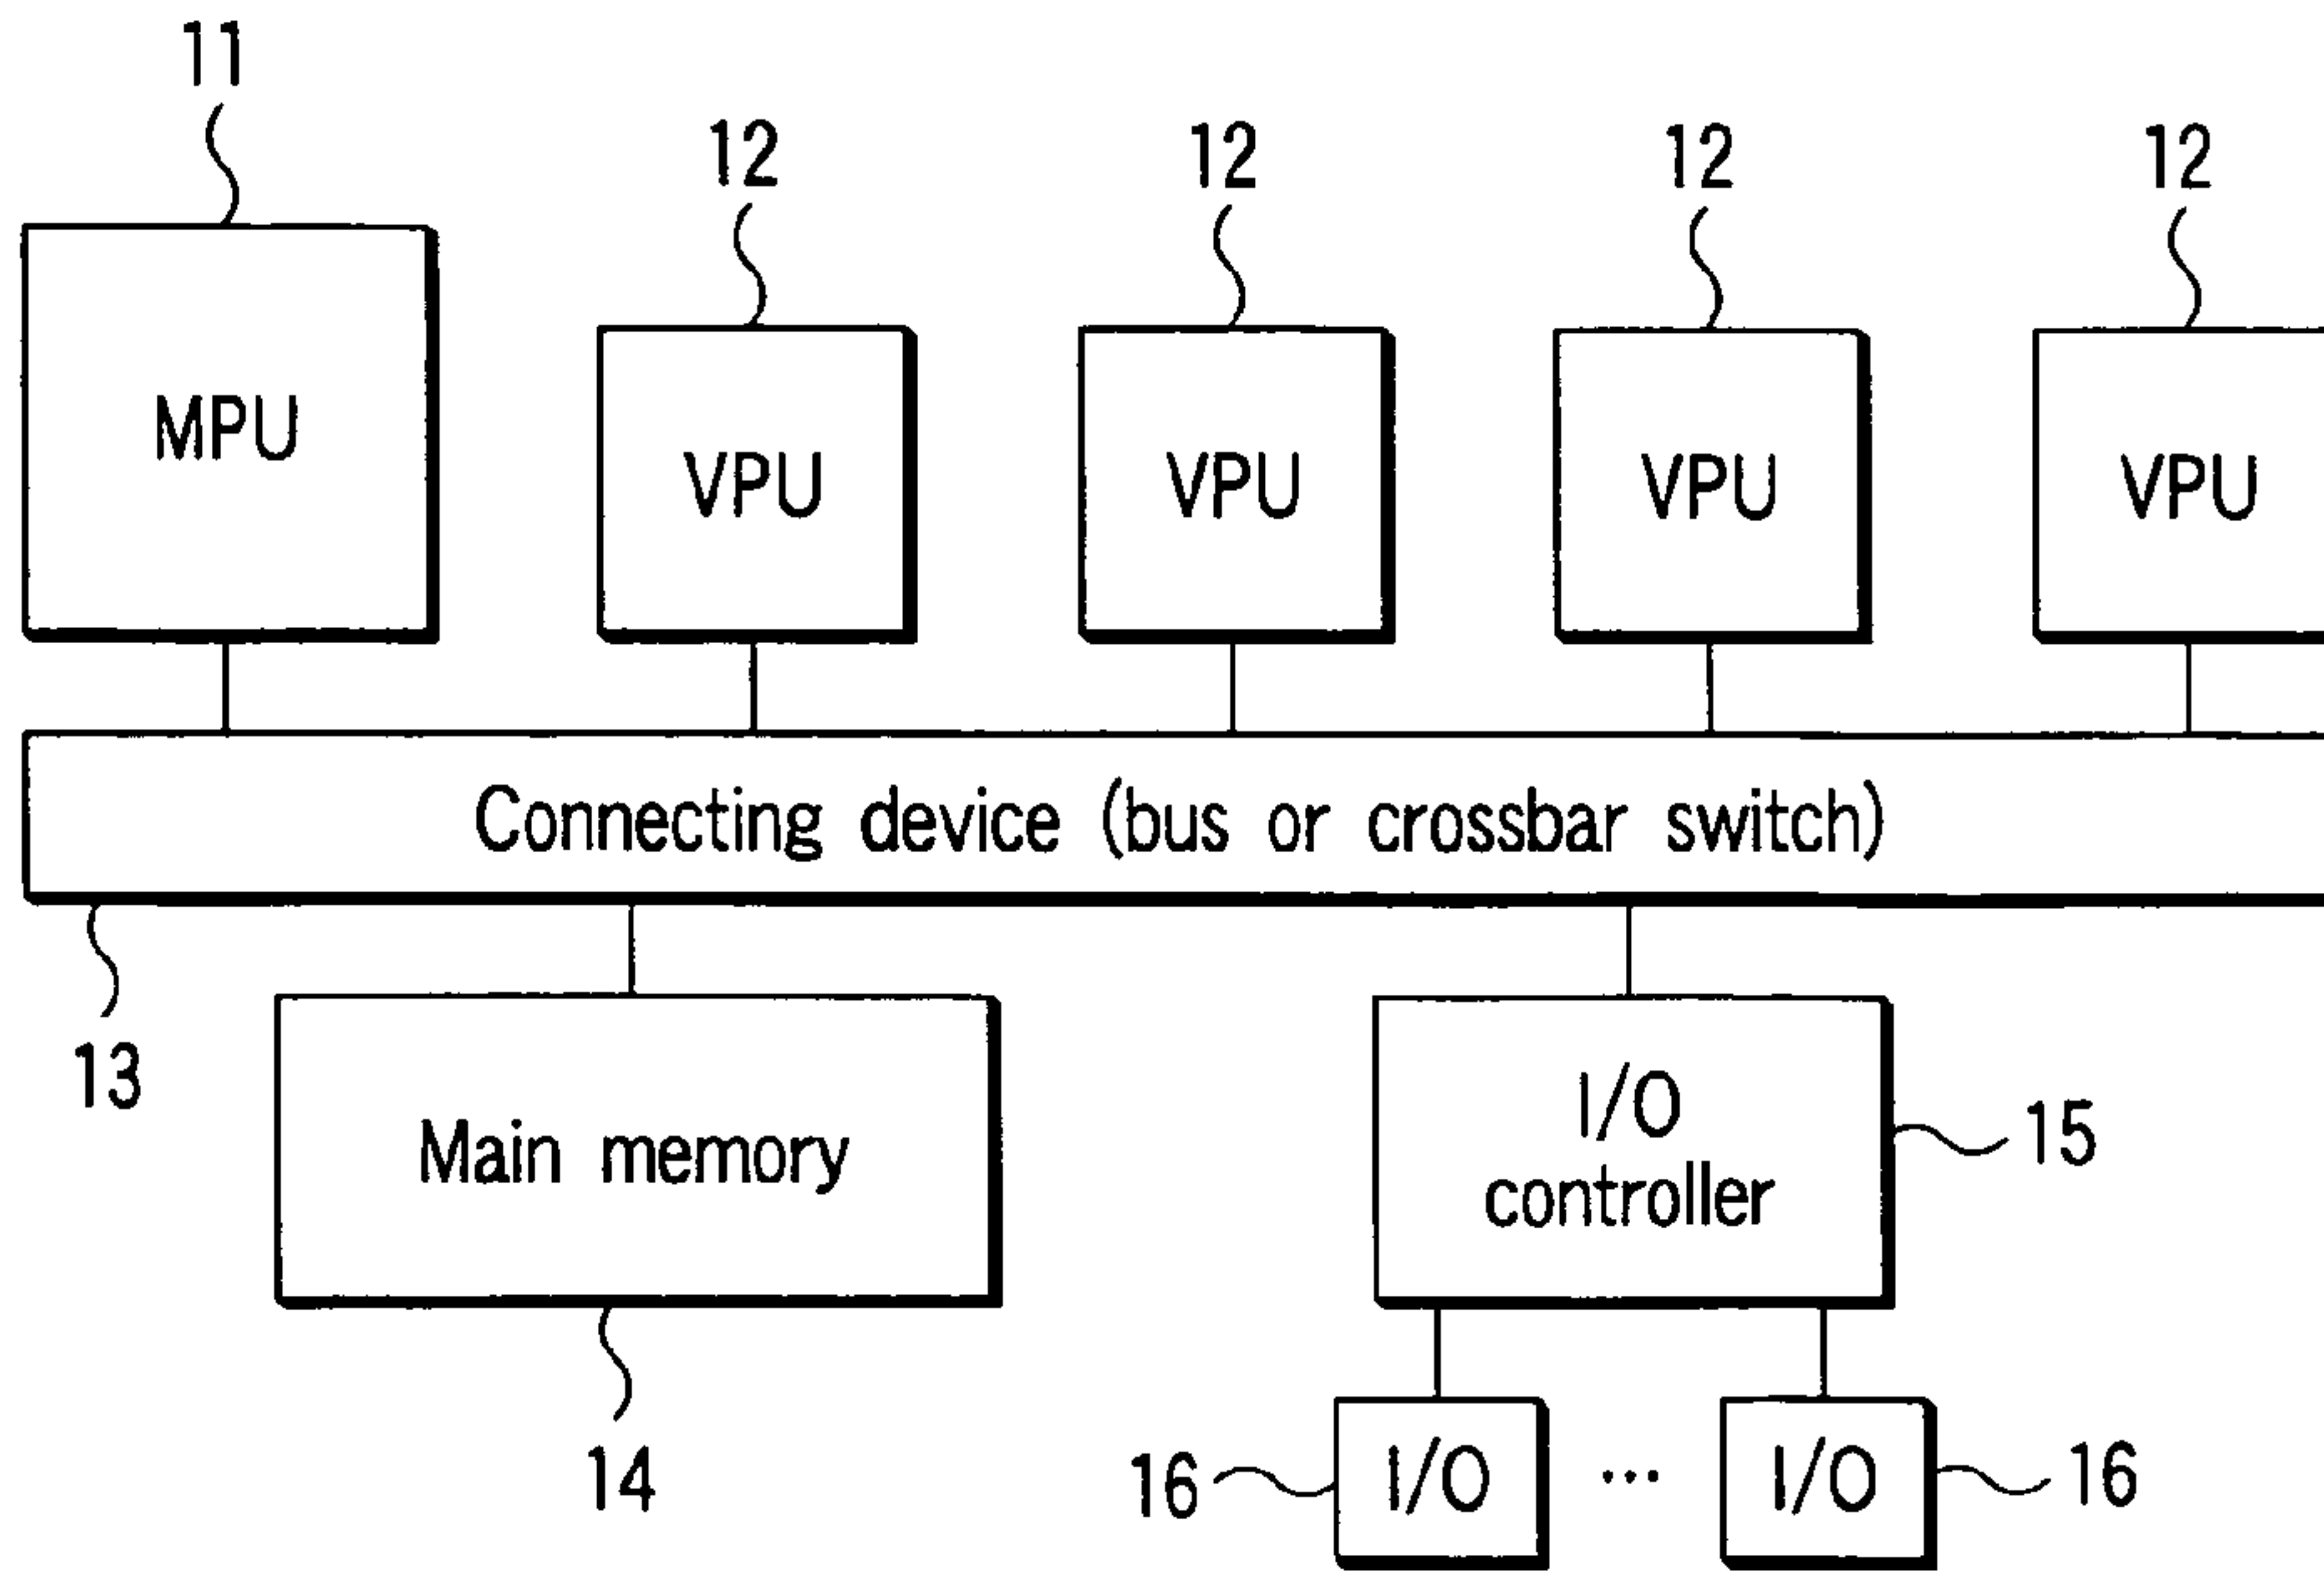 11
12 12 12 12
MPU
VPU VPU VPU VPU
Connecting device (bus or crossbar switch)
13
Main memory
I/O
controller
15
14
16 I/O ... I/O 16